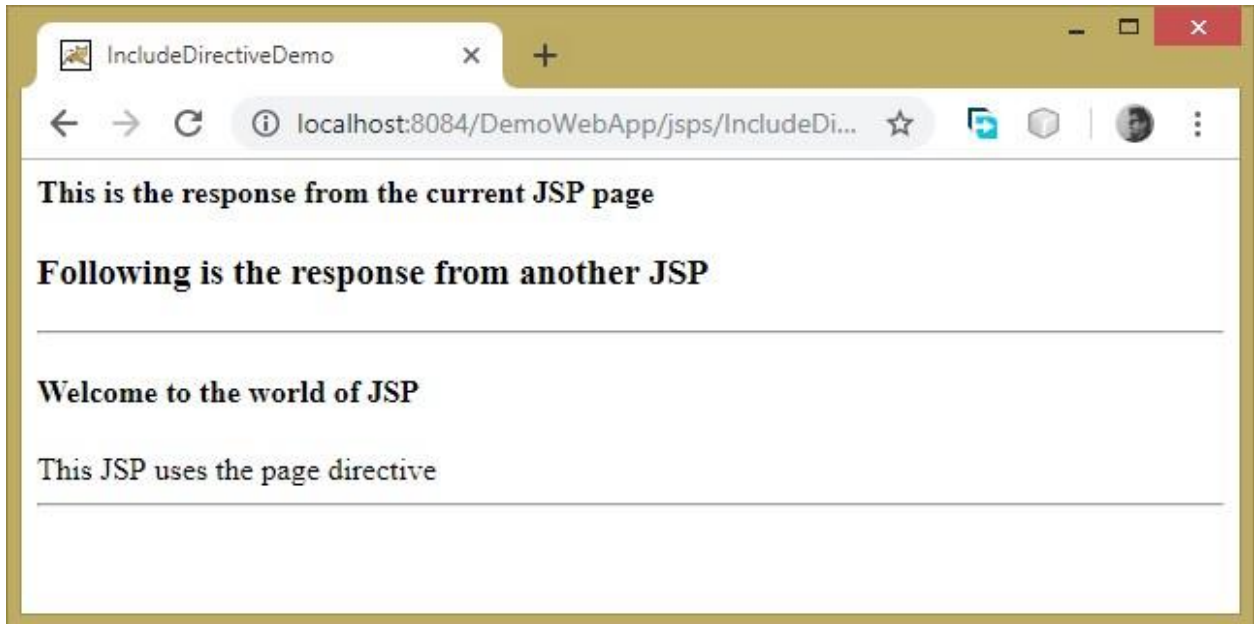 IncludeDirectiveDemo
localhost:8084/DemoWebApp/jsps/IncludeDi...
This is the response from the current JSP page
Following is the response from another JSP
Welcome to the world of JSP
This JSP uses the page directive